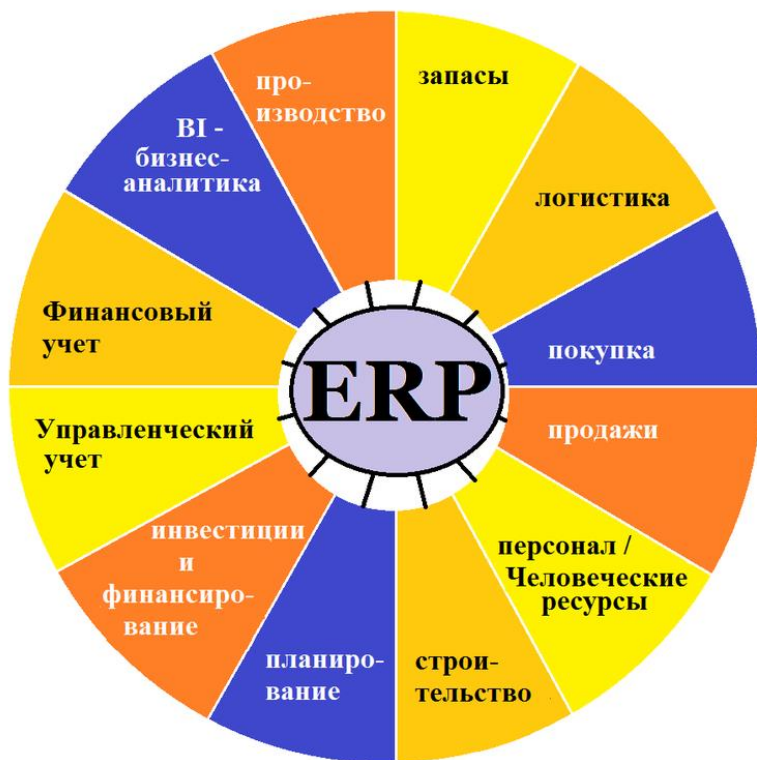 про-
изводство
запасы
логистика
покупка
продажи
персонал /
Человеческие
ресурсы
строи-
тельство
планиро-
вание
инвестиции
и
финансиро-
вание
Управленческий
учет
Финансовый
учет
BI -
бизнес-
аналитика
ERP